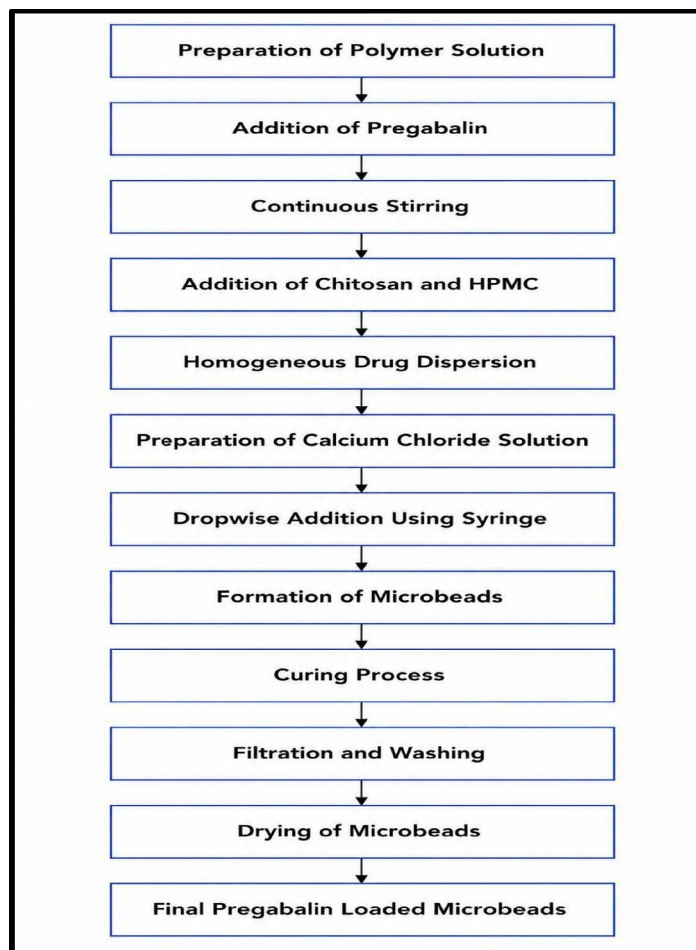 Preparation of Polymer Solution
Addition of Pregabalin
Continuous Stirring
Addition of Chitosan and HPMC
Homogeneous Drug Dispersion
Preparation of Calcium Chloride Solution
Dropwise Addition Using Syringe
Formation of Microbeads
Curing Process
Filtration and Washing
Drying of Microbeads
Final Pregabalin Loaded Microbeads